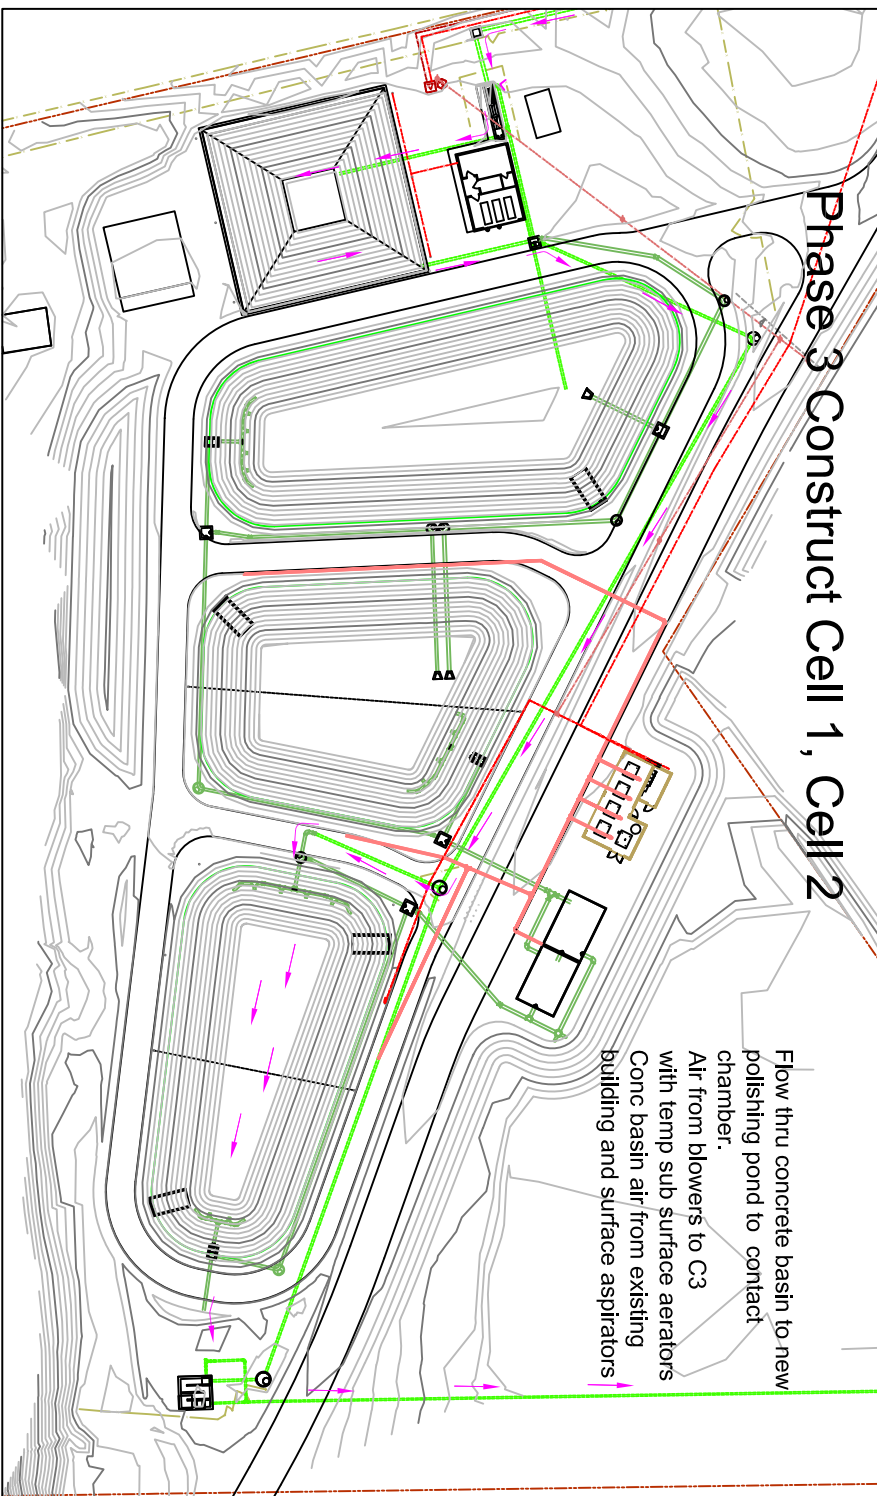 Phase 3 Construct Cell 1, Cell 2
Flow thru concrete basin to new
polishing pond to contact
chamber.
Air from blowers to C3
with temp sub surface aerators
Conc basin air from existing
building and surface aspirators